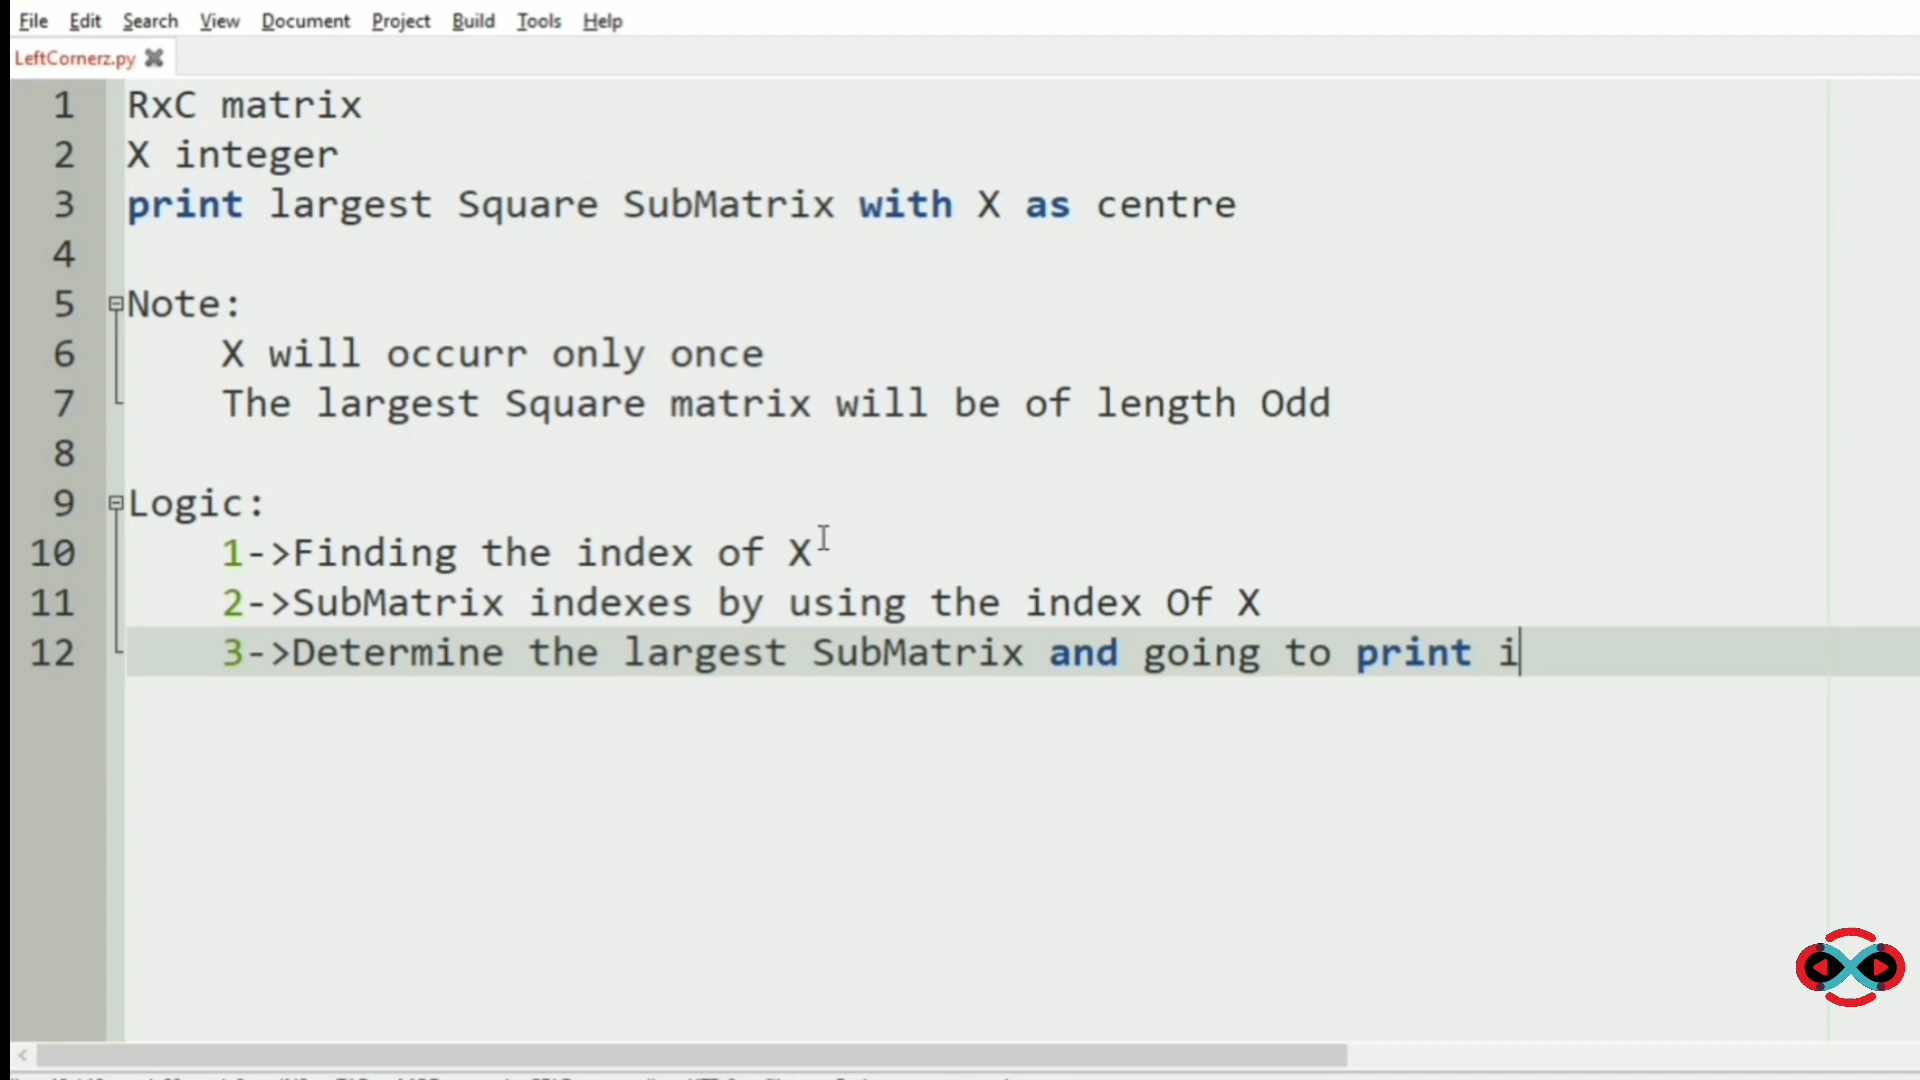 File Edit Search View Document Project Build Tools Help
LeftCornerz.py
1 RxC matrix
2 X integer
3 print largest Square SubMatrix with X as centre
4
5 Note:
6 X will occurr only once
7 The largest Square matrix will be of length Odd
8
9 Logic:
10 1->Finding the index of X
11 2->SubMatrix indexes by using the index Of X
12 3->Determine the largest SubMatrix and going to print i